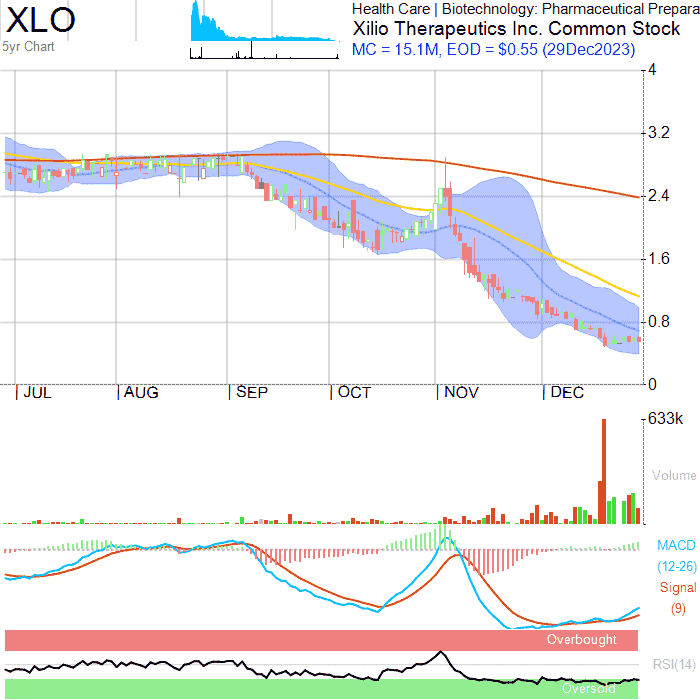 XLO
5yr Chart
Health Care | Biotechnology: Pharmaceutical Prepara
Xilio Therapeutics Inc. Common Stock
MC = 15.1M, EOD = $0.55 (29Dec2023)
4
3.2
2.4
1.6
0.8
0
JUL AUG SEP OCT NOV DEC
633k
Volume
MACD
(12-26)
Signal
(9)
Overbought
RSI(14)
Oversold